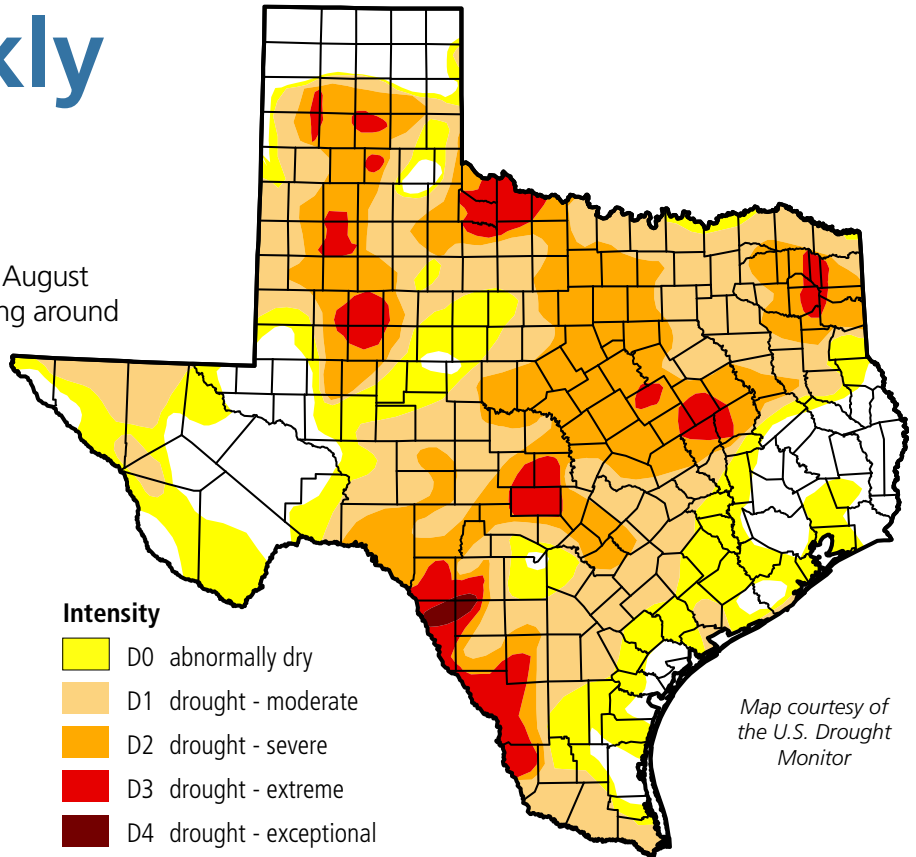 kly
August
ng around
Intensity
D0 abnormally dry
D1 drought - moderate
D2 drought - severe
D3 drought - extreme
D4 drought - exceptional
Map courtesy of
the U.S. Drought
Monitor